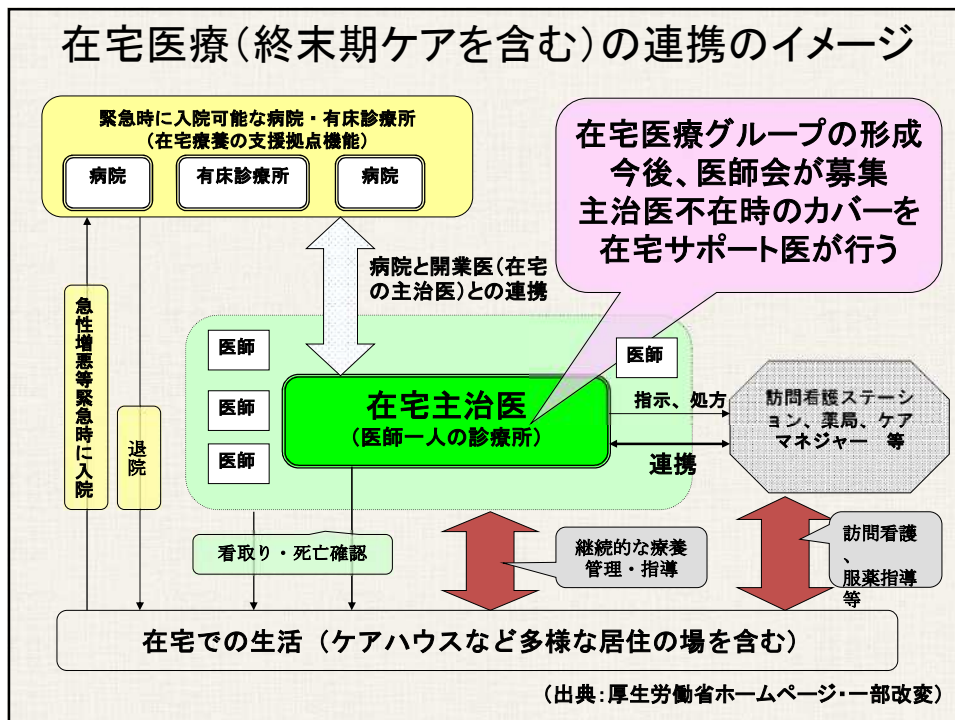 在宅医療（終末期ケアを含む）の連携のイメージ
緊急時に入院可能な病院・有床診療所
（在宅療養の支援拠点機能）
病院
有床診療所
病院
在宅医療グループの形成
今後、医師会が募集
主治医不在時のカバーを
在宅サポート医が行う
病院と開業医（在宅
の主治医）との連携
急性増悪等緊急時に入院
退院
医師
医師
医師
医師
在宅主治医
（医師一人の診療所）
指示、処方
連携
訪問看護ステーシ
ョン、薬局、ケア
マネジャー　等
看取り・死亡確認
継続的な療養
管理・指導
訪問看護
、
服薬指導
等
在宅での生活（ケアハウスなど多様な居住の場を含む）
（出典：厚生労働省ホームページ・一部改変）